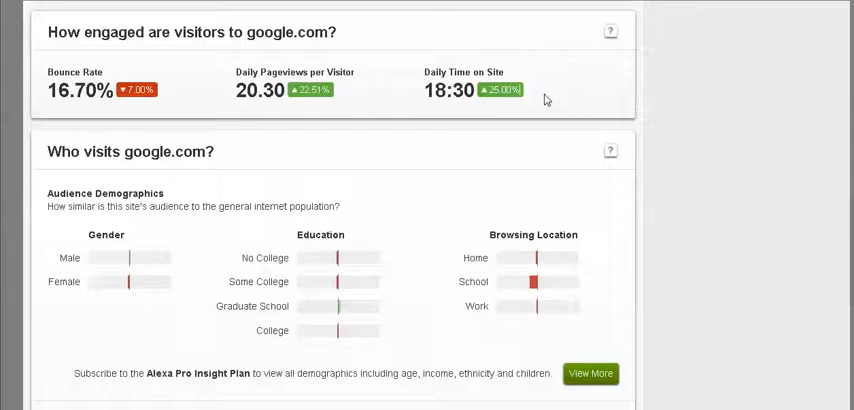 How engaged are visitors to google.com?
?
Bounce Rate
Daily Pageviews per Visitor
Daily Time on Site
16.70% ▼7.00%
20.30 ▲22.51%
18:30 ▲25.00%
Who visits google.com?
?
Audience Demographics
How similar is this site's audience to the general internet population?
Gender
Education
Browsing Location
Male
No College
Home
Female
Some College
School
Graduate School
Work
College
Subscribe to the Alexa Pro Insight Plan to view all demographics including age, income, ethnicity and children.
View More